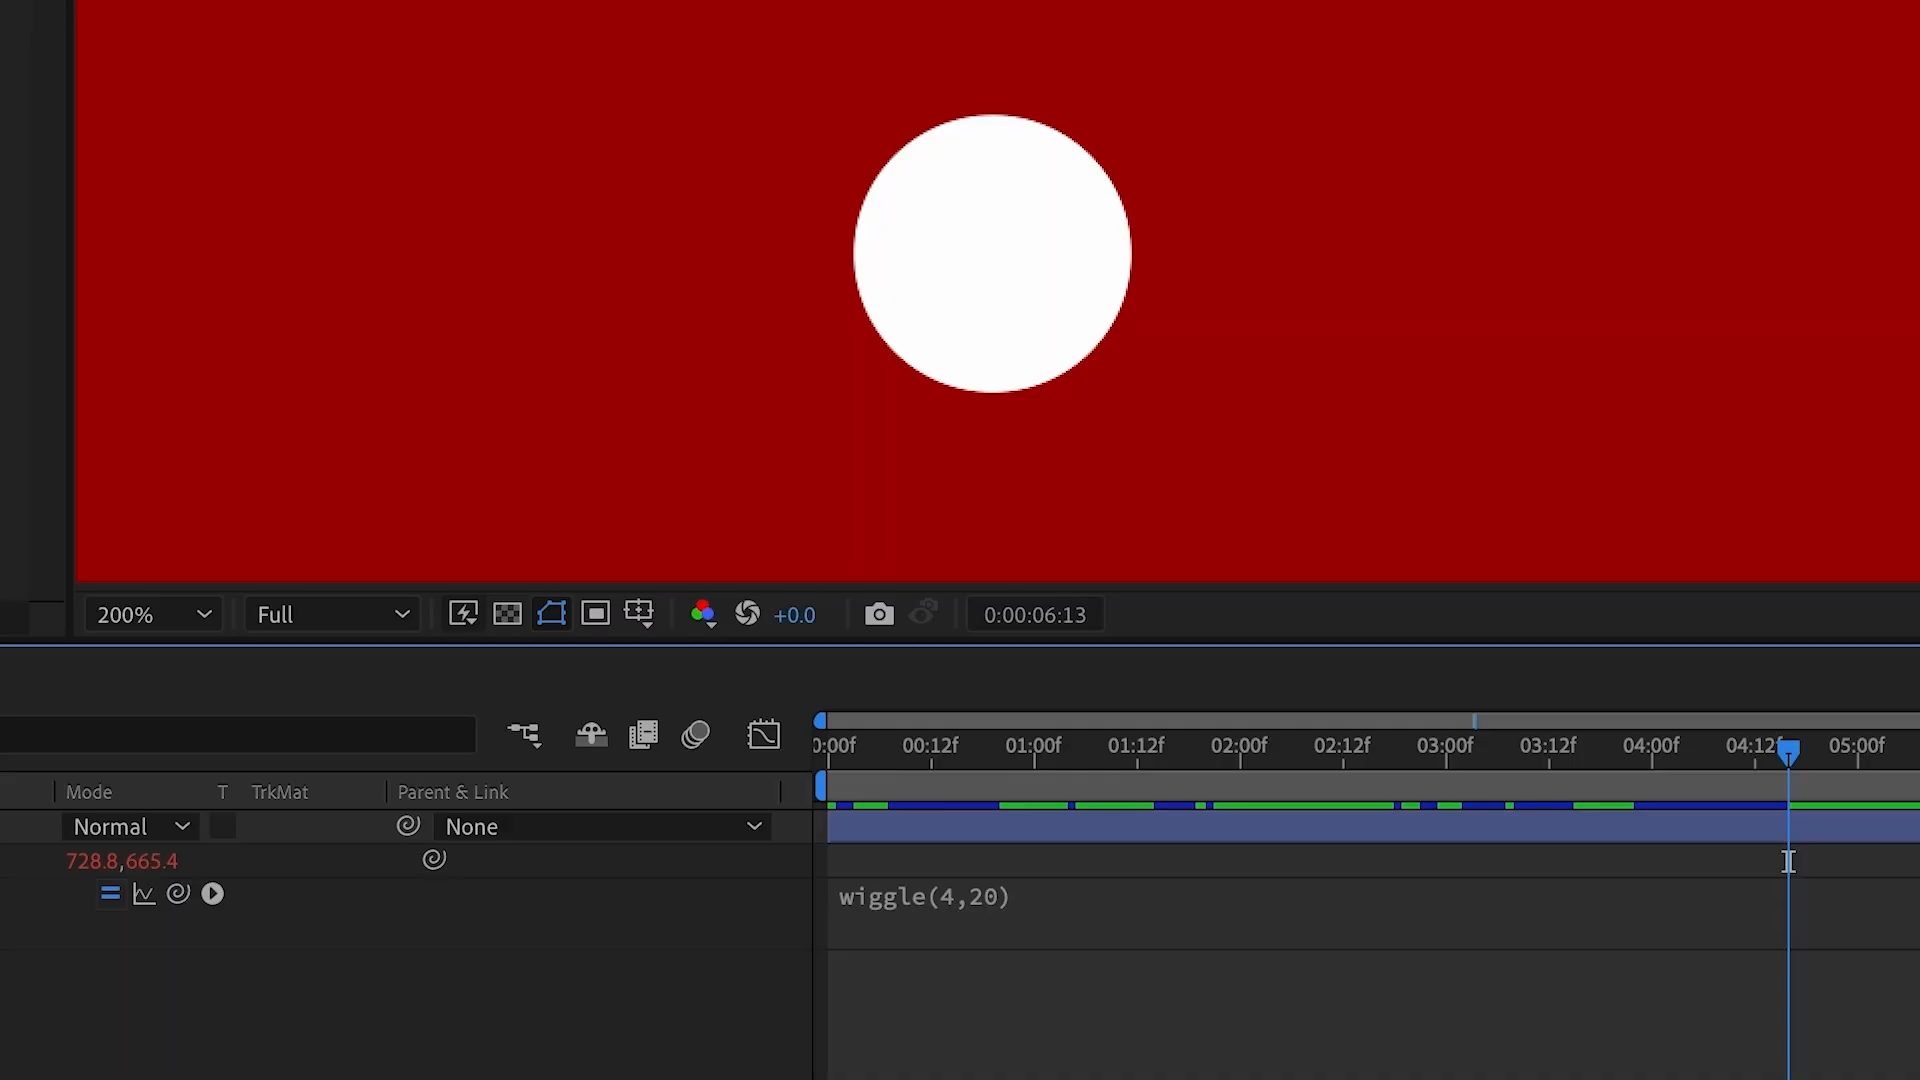 200% Full +0.0 0:00:06:13
0:00f 00:12f 01:00f 01:12f 02:00f 02:12f 03:00f 03:12f 04:00f 04:12f 05:00f
Mode T TrkMat Parent & Link
Normal None
728.8,665.4
wiggle(4,20)